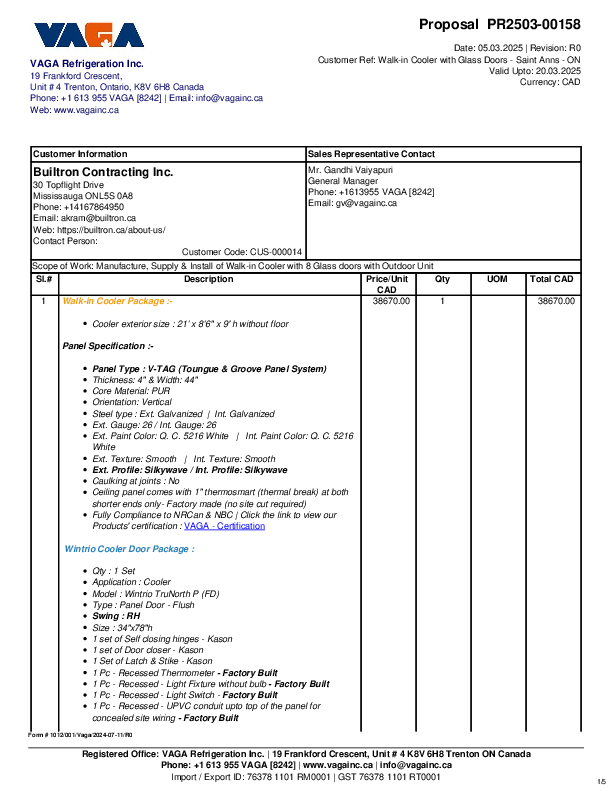 VAGA
Proposal PR2503-00158
Date: 05.03.2025 | Revision: R0
Customer Ref: Walk-in Cooler with Glass Doors - Saint Anns - ON
Valid Upto: 20.03.2025
Currency: CAD
VAGA Refrigeration Inc.
19 Frankford Crescent,
Unit # 4 Trenton, Ontario, K8V 6H8 Canada
Phone: +1 613 955 VAGA [8242] | Email: info@vagainc.ca
Web: www.vagainc.ca
Customer Information
Sales Representative Contact
Builtron Contracting Inc.
30 Topflight Drive
Mississauga ONL5S 0A8
Phone: +14167864950
Email: akram@builtron.ca
Web: https://builtron.ca/about-us/
Contact Person:
Customer Code: CUS-000014
Mr. Gandhi Vaiyapuri
General Manager
Phone: +1613955 VAGA [8242]
Email: gv@vagainc.ca
Scope of Work: Manufacture, Supply & Install of Walk-in Cooler with 8 Glass doors with Outdoor Unit
Sl.# Description Price/Unit CAD Qty UOM Total CAD
1 Walk-in Cooler Package :- 38670.00 1 38670.00
• Cooler exterior size : 21' x 8'6" x 9' h without floor
Panel Specification :-
• Panel Type : V-TAG (Toungue & Groove Panel System)
• Thickness: 4" & Width: 44"
• Core Material: PUR
• Orientation: Vertical
• Steel type : Ext. Galvanized | Int. Galvanized
• Ext. Gauge: 26 / Int. Gauge: 26
• Ext. Paint Color: Q. C. 5216 White | Int. Paint Color: Q. C. 5216
White
• Ext. Texture: Smooth | Int. Texture: Smooth
• Ext. Profile: Silkywave / Int. Profile: Silkywave
• Caulking at joints : No
• Ceiling panel comes with 1" thermosmart (thermal break) at both
shorter ends only- Factory made (no site cut required)
• Fully Compliance to NRCan & NBC | Click the link to view our
Products' certification : VAGA - Certification
Wintrio Cooler Door Package :
• Qty : 1 Set
• Application : Cooler
• Model : Wintrio TruNorth P (FD)
• Type : Panel Door - Flush
• Swing : RH
• Size : 34"x78"h
• 1 set of Self closing hinges - Kason
• 1 set of Door closer - Kason
• 1 Set of Latch & Stike - Kason
• 1 Pc - Recessed Thermometer - Factory Built
• 1 Pc - Recessed - Light Fixture without bulb - Factory Built
• 1 Pc - Recessed - Light Switch - Factory Built
• 1 Pc - Recessed - UPVC conduit upto top of the panel for
concealed site wiring - Factory Built
Form # 1012/001/Vaga/2024-07-11/R0
Registered Office: VAGA Refrigeration Inc. | 19 Frankford Crescent, Unit # 4 K8V 6H8 Trenton ON Canada
Phone: +1 613 955 VAGA [8242] | www.vagainc.ca | info@vagainc.ca
Import / Export ID: 76378 1101 RM0001 | GST 76378 1101 RT0001
1/5